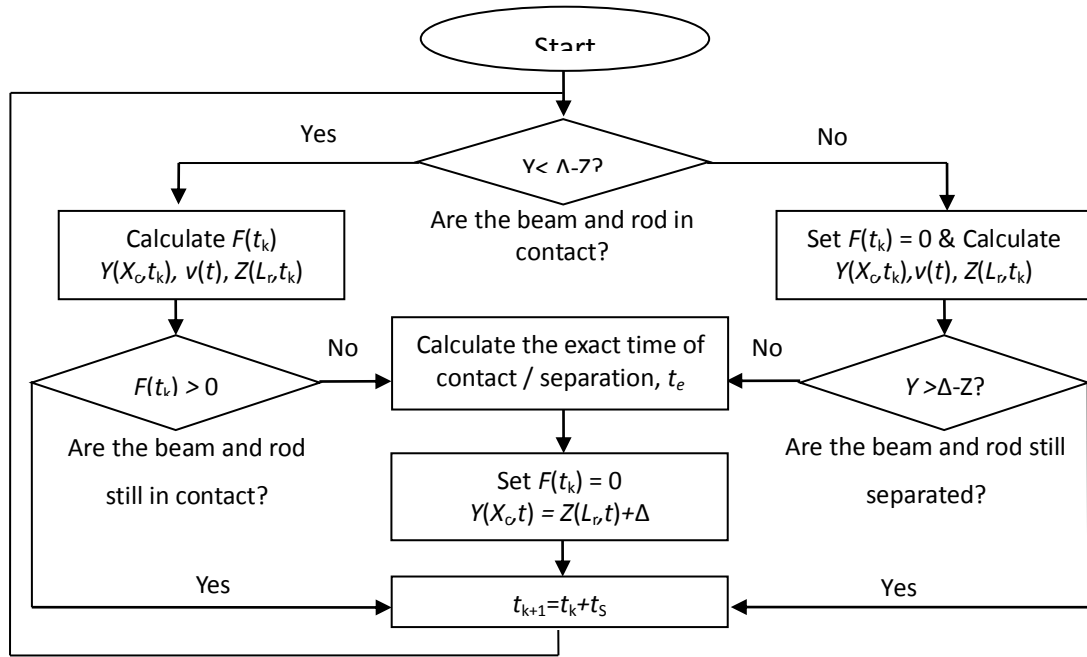 Start
Yes
No
Y< Δ-Z?
Are the beam and rod in
contact?
Calculate F(tk)
Y(Xc,tk), v(t), Z(Lr,tk)
Set F(tk) = 0 & Calculate
Y(Xc,tk),v(t), Z(Lr,tk)
F(tk) > 0
No
Calculate the exact time of
contact / separation, te
No
Y >Δ-Z?
Are the beam and rod
still in contact?
Are the beam and rod still
separated?
Set F(tk) = 0
Y(Xc,t) = Z(Lr,t)+Δ
Yes
tk+1=tk+tS
Yes